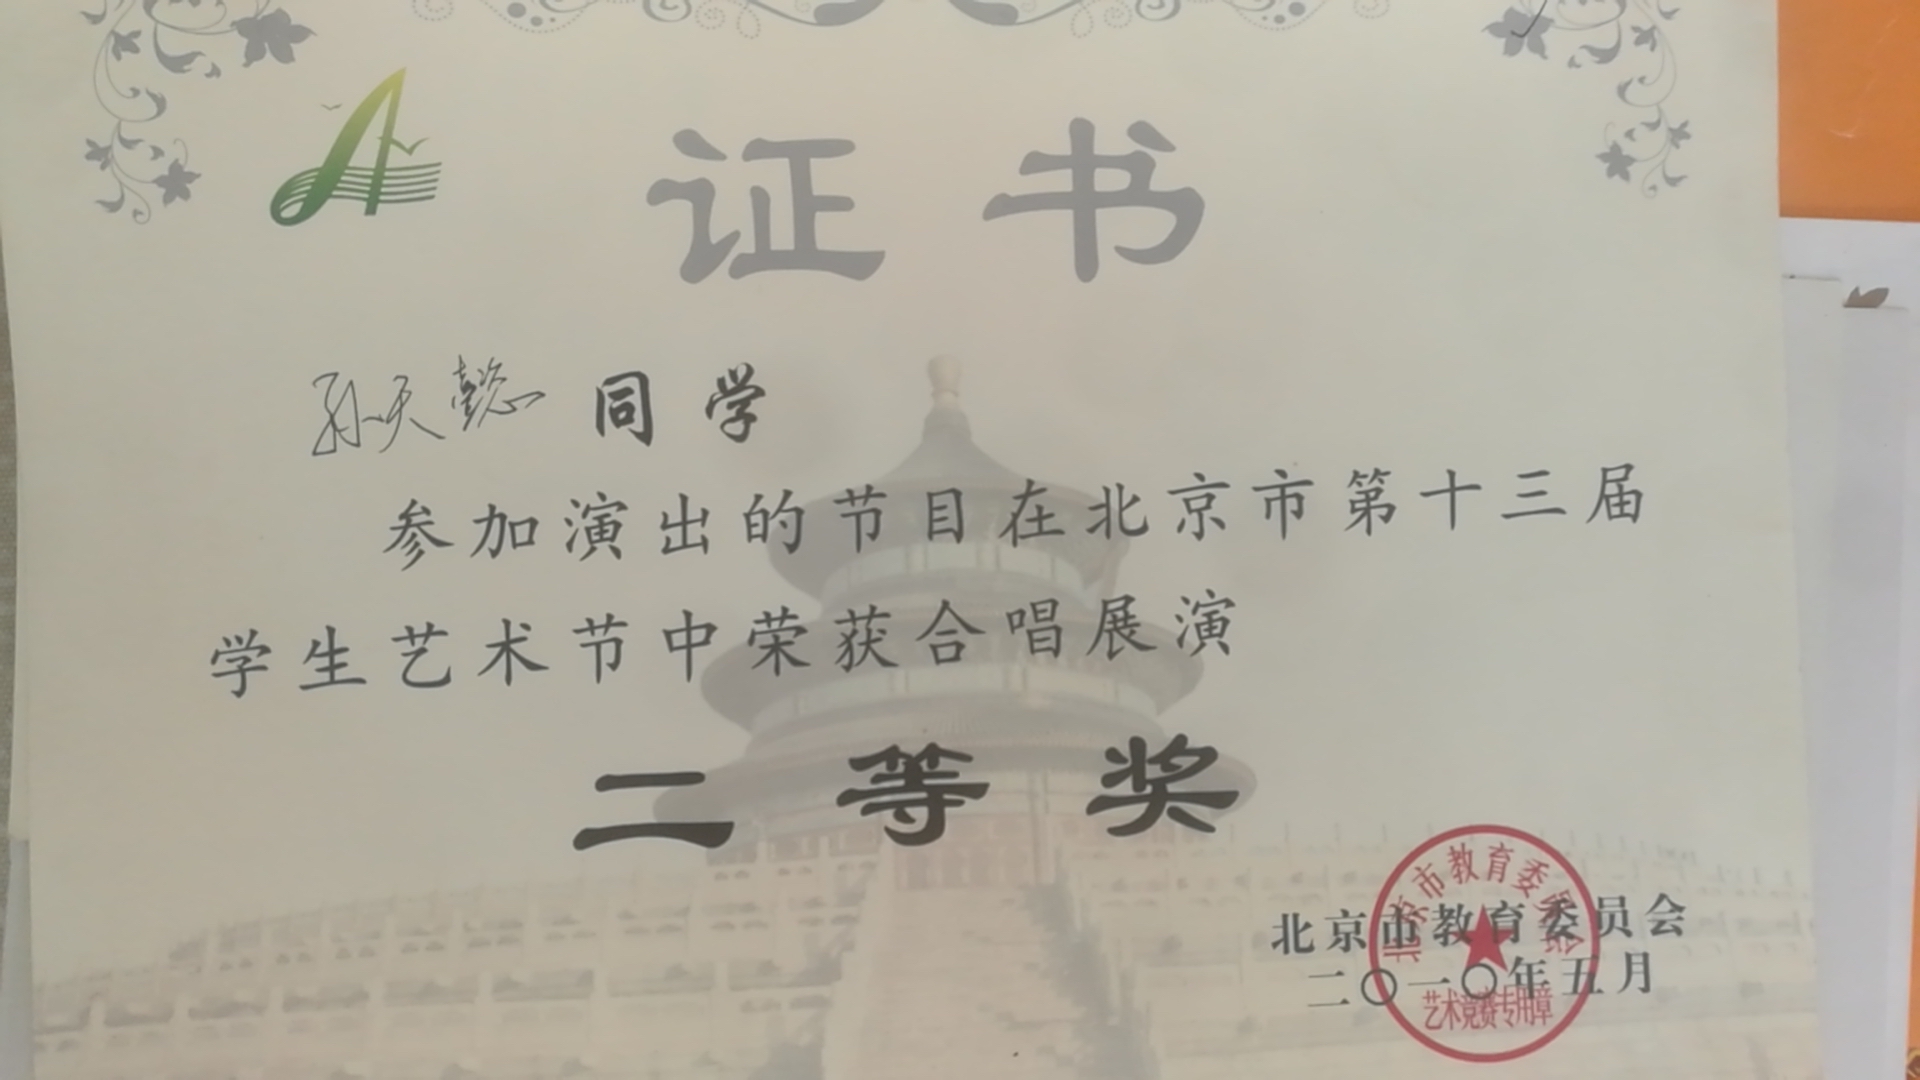 证书
孙天懿 同学
参加演出的节目在北京市第十三届
学生艺术节中荣获合唱展演
二等奖
北京市教育委员会
二〇一〇年五月
北京市教育委员会
艺术竞赛专用章